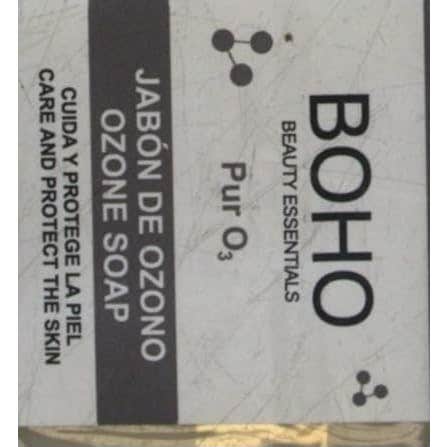 BOHO
BEAUTY ESSENTIALS
Pur O₃
JABÓN DE OZONO
OZONE SOAP
CUIDA Y PROTEGE LA PIEL
CARE AND PROTECT THE SKIN